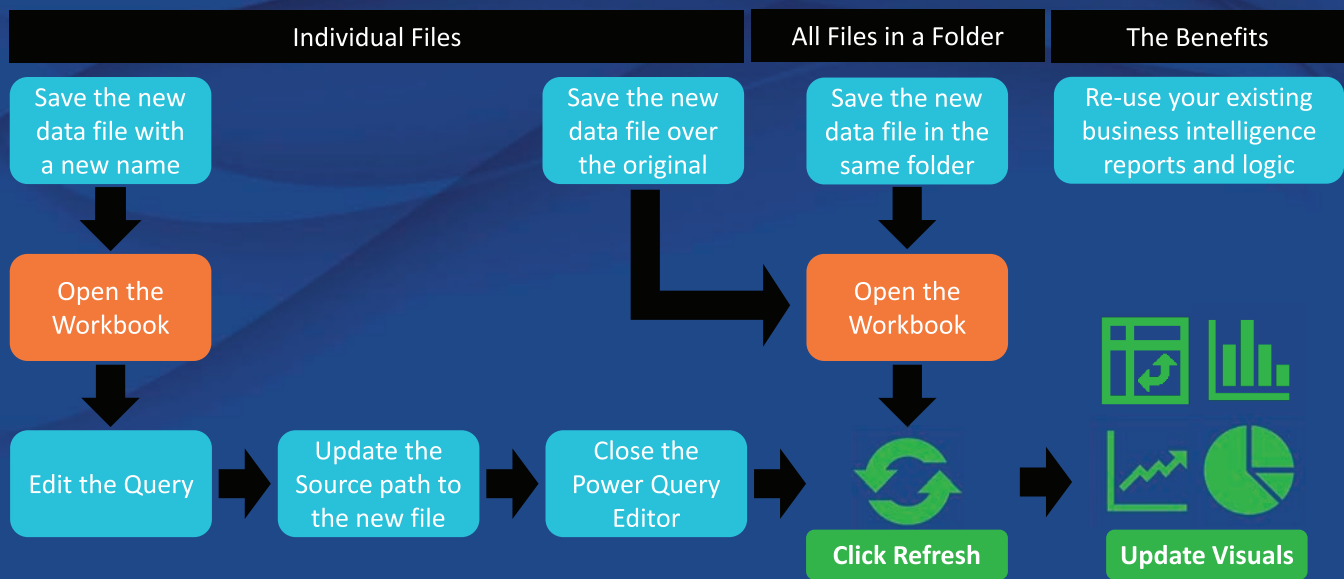 Individual Files
All Files in a Folder
The Benefits
Save the new
data file with
a new name
Save the new
data file over
the original
Save the new
data file in the
same folder
Re-use your existing
business intelligence
reports and logic
Open the
Workbook
Open the
Workbook
Edit the Query
Update the
Source path to
the new file
Close the
Power Query
Editor
Click Refresh
Update Visuals